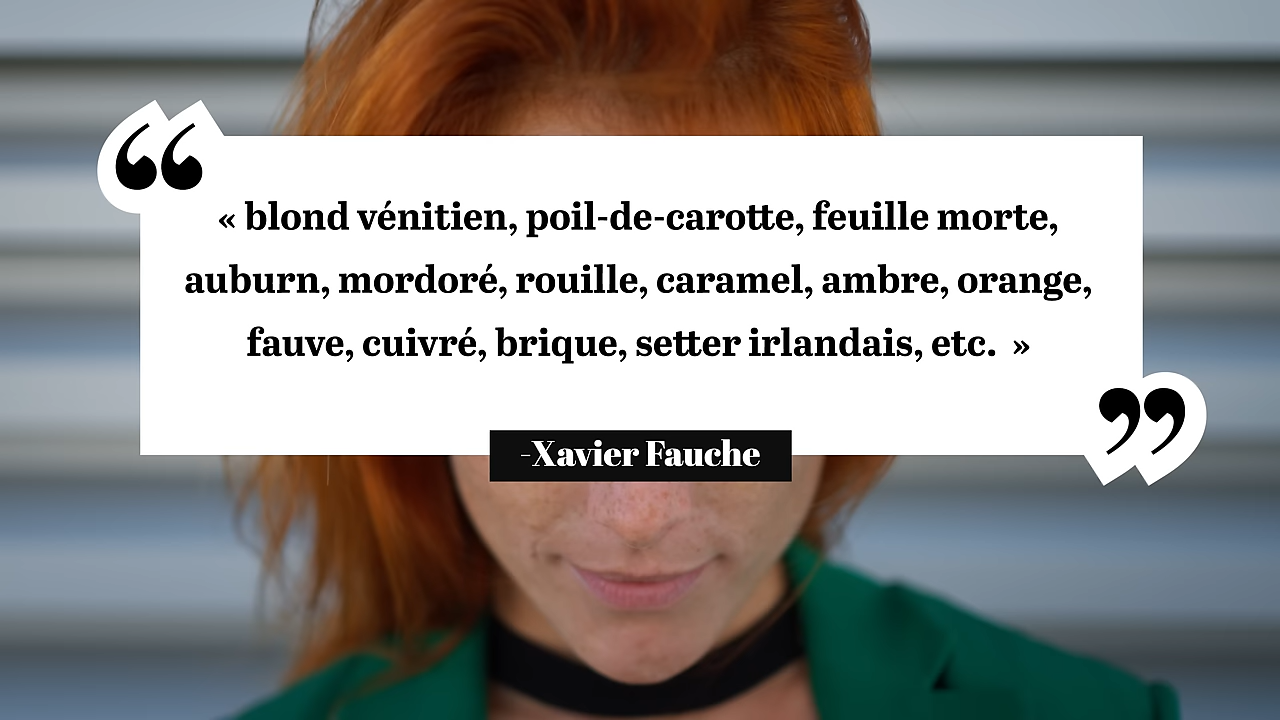 « blond vénitien, poil-de-carotte, feuille morte,
auburn, mordoré, rouille, caramel, ambre, orange,
fauve, cuivré, brique, setter irlandais, etc. »
-Xavier Fauche